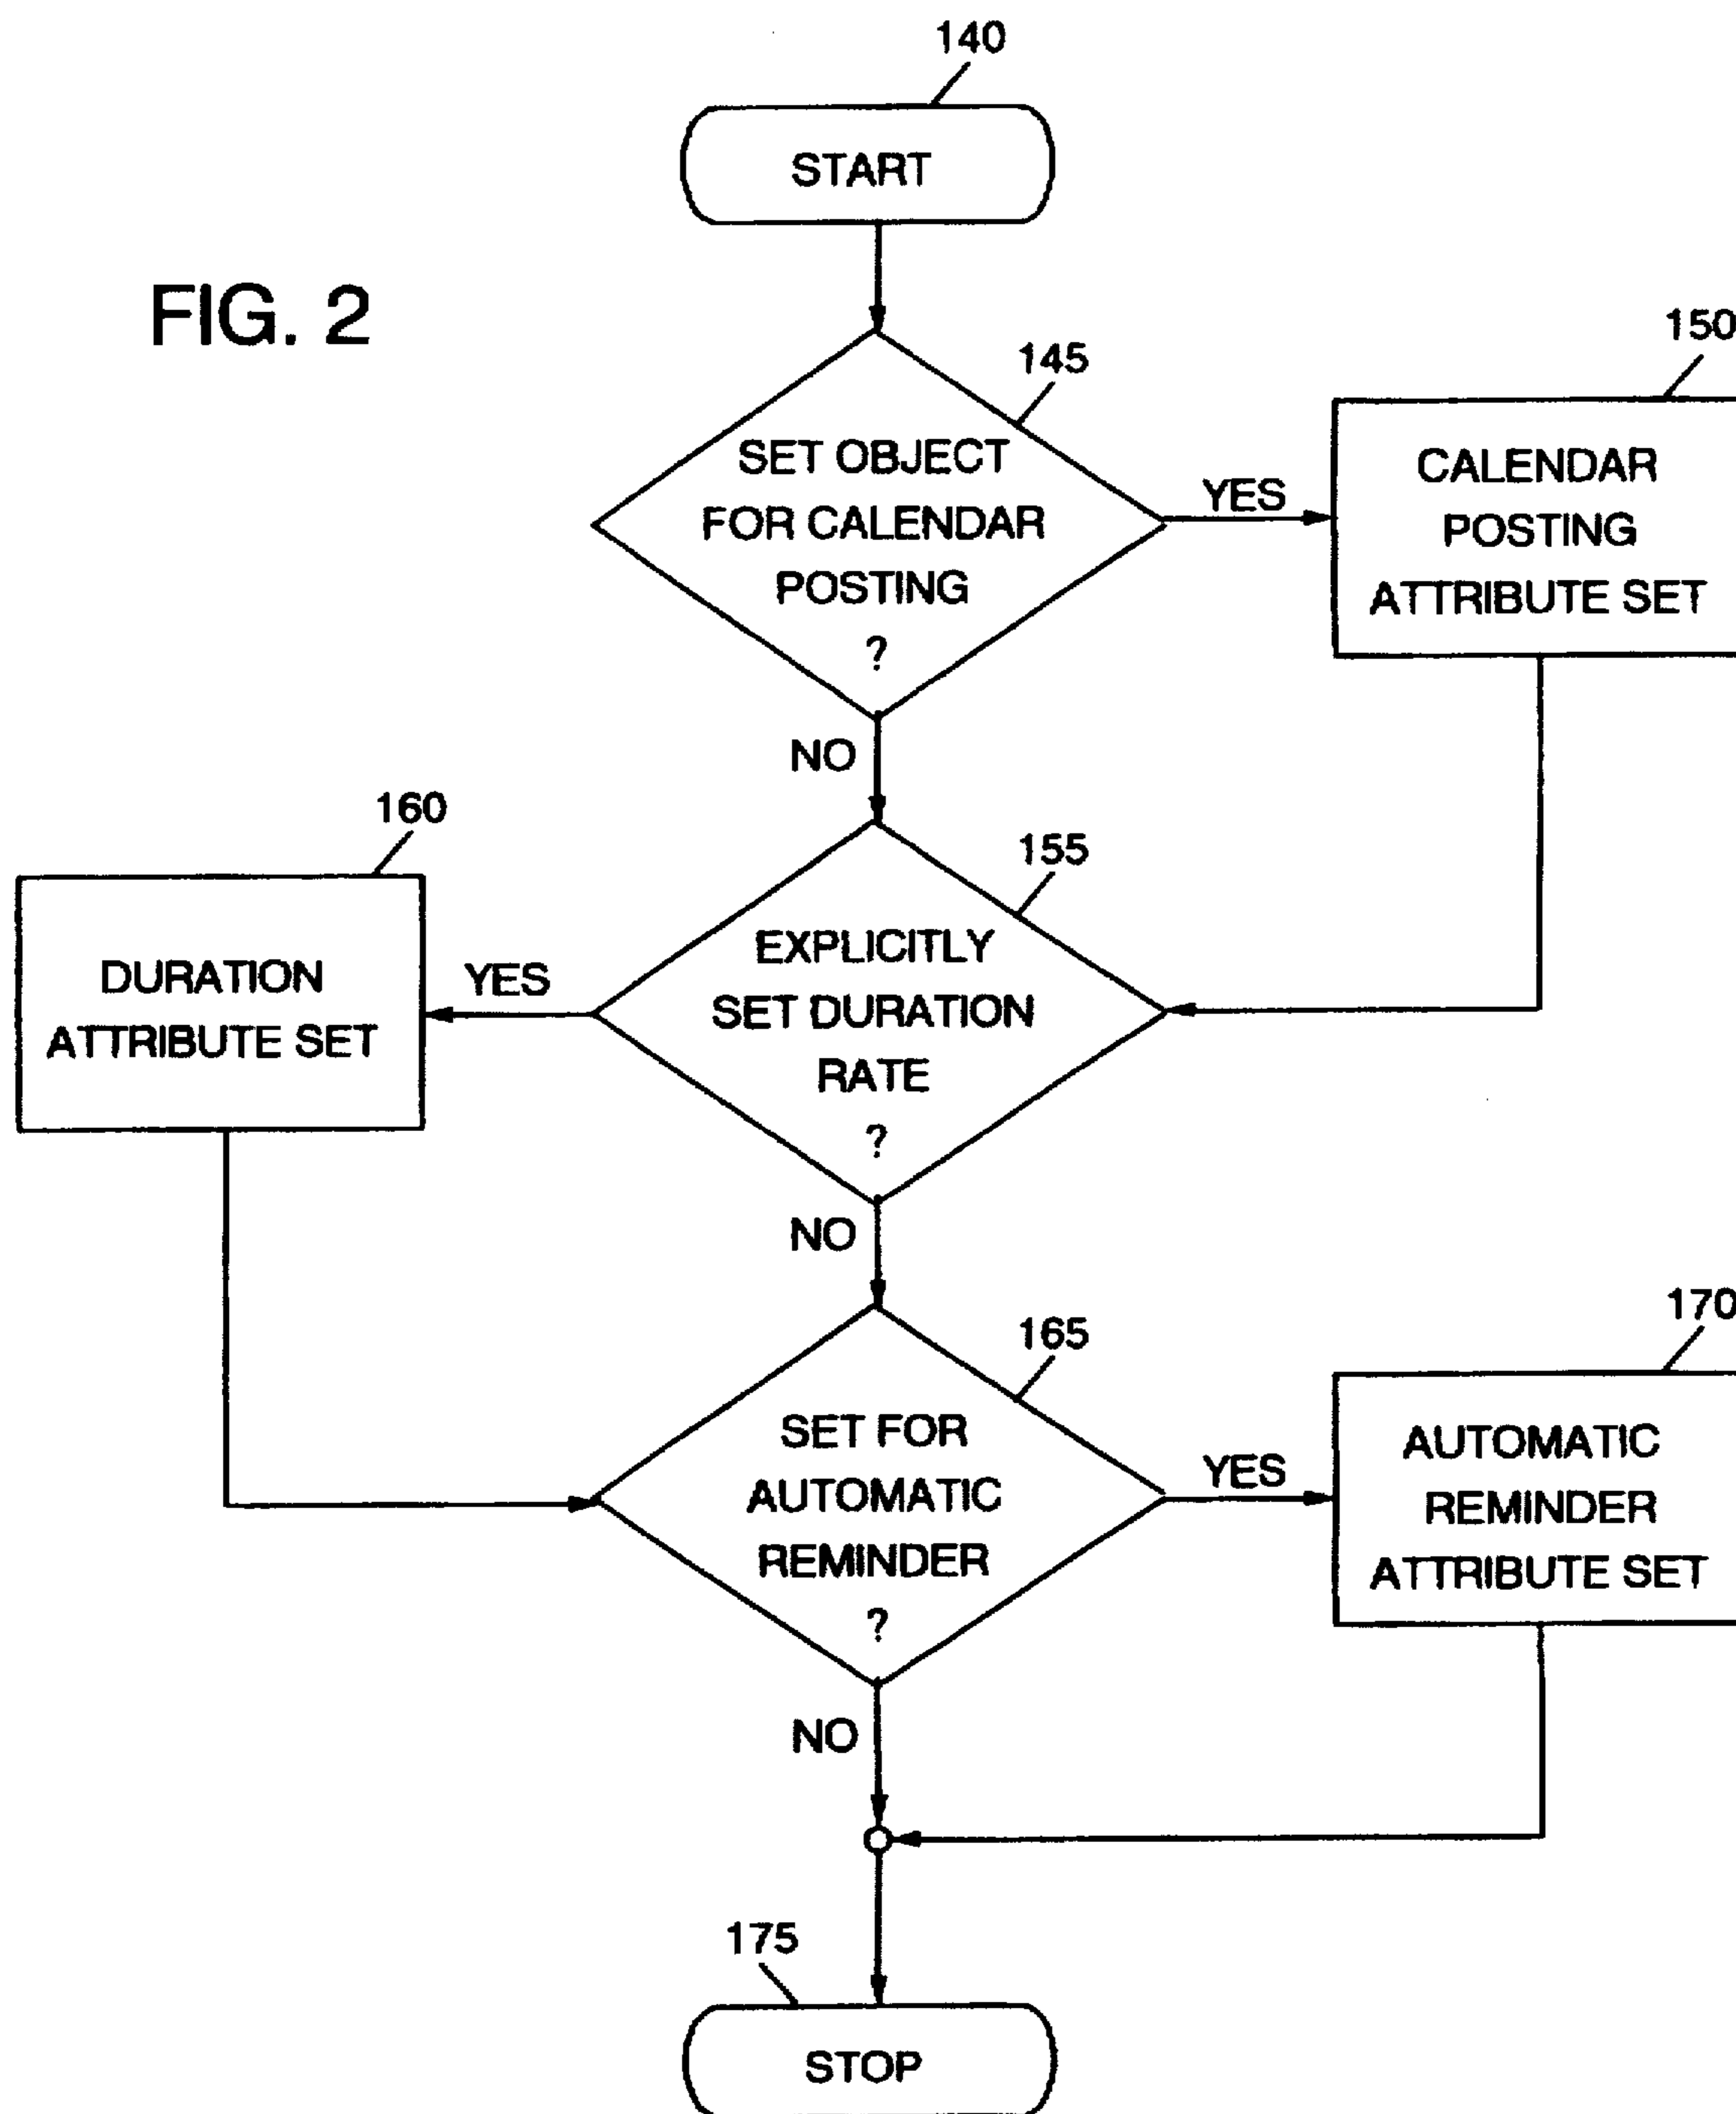 140
START
FIG. 2
150
145
SET OBJECT
FOR CALENDAR
POSTING
?
YES
CALENDAR
POSTING
ATTRIBUTE SET
NO
160
155
EXPLICITLY
SET DURATION
RATE
?
YES
DURATION
ATTRIBUTE SET
NO
170
165
SET FOR
AUTOMATIC
REMINDER
?
YES
AUTOMATIC
REMINDER
ATTRIBUTE SET
NO
175
STOP